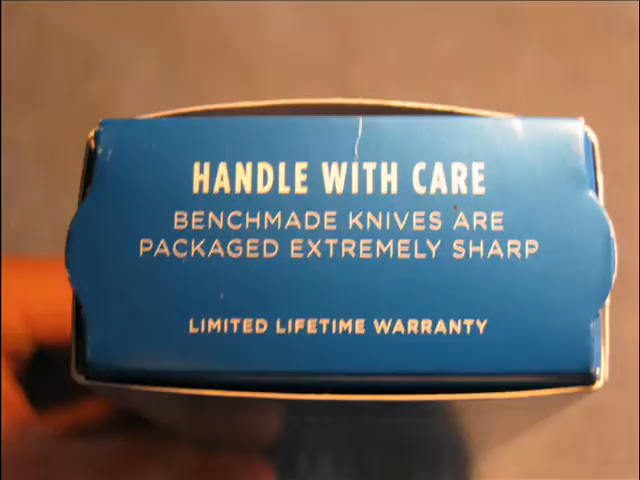 HANDLE WITH CARE
BENCHMADE KNIVES ARE
PACKAGED EXTREMELY SHARP
LIMITED LIFETIME WARRANTY